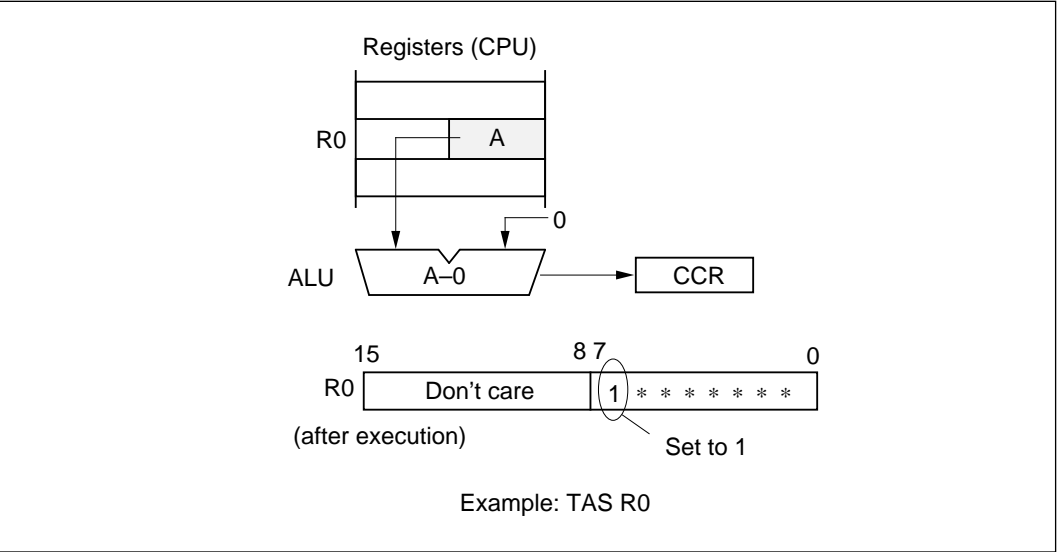 Registers (CPU)
R0 A
0
ALU A–0 CCR
15 8 7 0
R0 Don't care 1 * * * * * * *
(after execution) Set to 1
Example: TAS R0